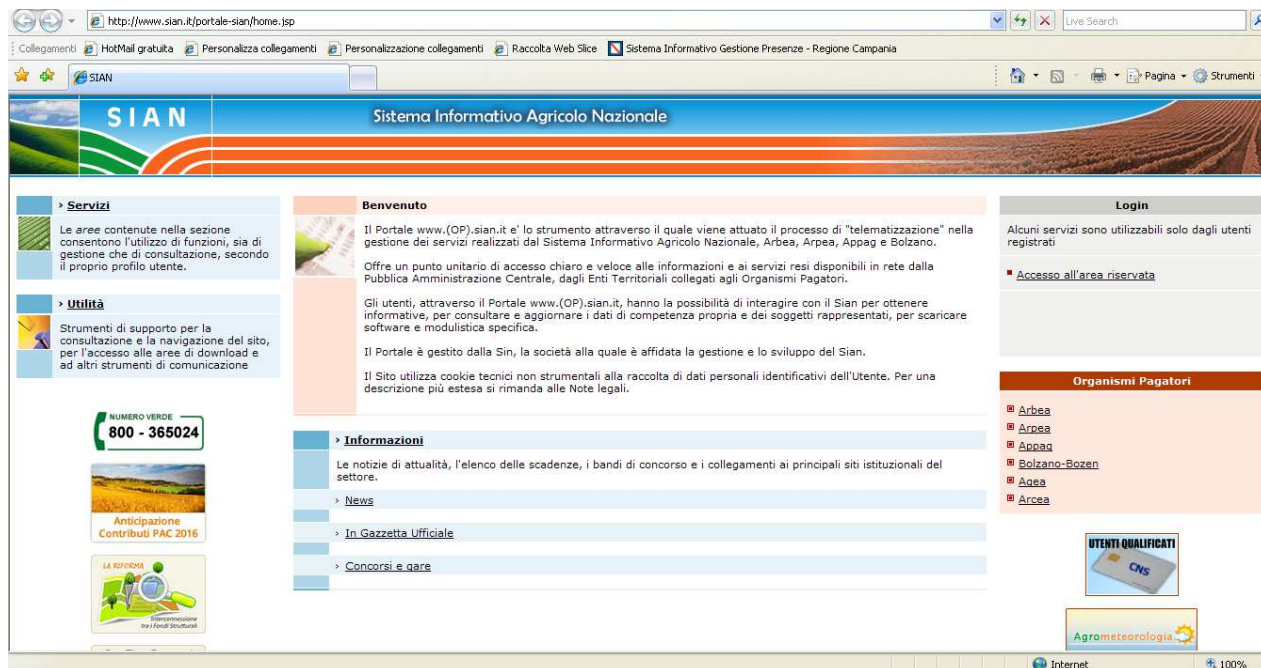 http://www.sian.it/portale-sian/home.jsp
Live Search
Collegamenti
HotMail gratuita
Personalizza collegamenti
Personalizzazione collegamenti
Raccolta Web Slice
Sistema Informativo Gestione Presenze - Regione Campania
SIAN
Pagina
Strumenti
SIAN
Sistema Informativo Agricolo Nazionale
› Servizi
Le aree contenute nella sezione
consentono l'utilizzo di funzioni, sia di
gestione che di consultazione, secondo
il proprio profilo utente.
› Utilità
Strumenti di supporto per la
consultazione e la navigazione del sito,
per l'accesso alle aree di download e
ad altri strumenti di comunicazione
NUMERO VERDE
800 - 365024
Anticipazione
Contributi PAC 2016
LA RIFORMA
Interconnessione
tra i Fondi Strutturali
Benvenuto
Il Portale www.(OP).sian.it e' lo strumento attraverso il quale viene attuato il processo di "telematizzazione" nella
gestione dei servizi realizzati dal Sistema Informativo Agricolo Nazionale, Arbea, Arpea, Appag e Bolzano.
Offre un punto unitario di accesso chiaro e veloce alle informazioni e ai servizi resi disponibili in rete dalla
Pubblica Amministrazione Centrale, dagli Enti Territoriali collegati agli Organismi Pagatori.
Gli utenti, attraverso il Portale www.(OP).sian.it, hanno la possibilità di interagire con il Sian per ottenere
informative, per consultare e aggiornare i dati di competenza propria e dei soggetti rappresentati, per scaricare
software e modulistica specifica.
Il Portale è gestito dalla Sin, la società alla quale è affidata la gestione e lo sviluppo del Sian.
Il Sito utilizza cookie tecnici non strumentali alla raccolta di dati personali identificativi dell'Utente. Per una
descrizione più estesa si rimanda alle Note legali.
› Informazioni
Le notizie di attualità, l'elenco delle scadenze, i bandi di concorso e i collegamenti ai principali siti istituzionali del
settore.
› News
› In Gazzetta Ufficiale
› Concorsi e gare
Login
Alcuni servizi sono utilizzabili solo dagli utenti
registrati
Accesso all'area riservata
Organismi Pagatori
Arbea
Arpea
Appag
Bolzano-Bozen
Agea
Arcea
UTENTI QUALIFICATI
CNS
Agrometeorologia
Internet
100%